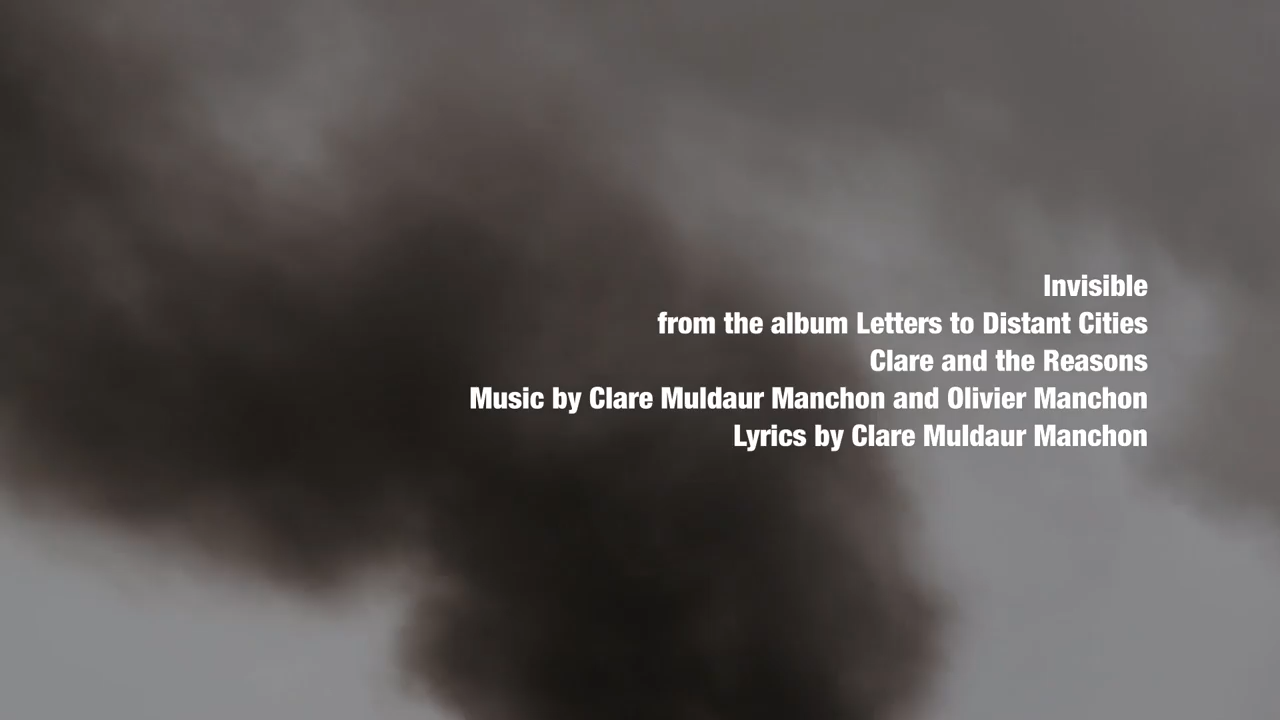 Invisible
from the album Letters to Distant Cities
Clare and the Reasons
Music by Clare Muldaur Manchon and Olivier Manchon
Lyrics by Clare Muldaur Manchon